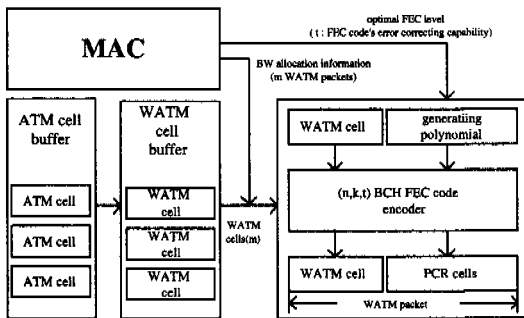 optimal FEC level
( t : FEC code's error correcting capability)
MAC
BW allocation information
(m WATM packets)
ATM cell
buffer
WATM
cell
buffer
WATM cell
generatiing
polynomial
ATM cell
ATM cell
ATM cell
WATM
cell
WATM
cell
WATM
cell
WATM
cells(m)
(n,k,t) BCH FEC code
encoder
WATM cell
PCR cells
WATM packet